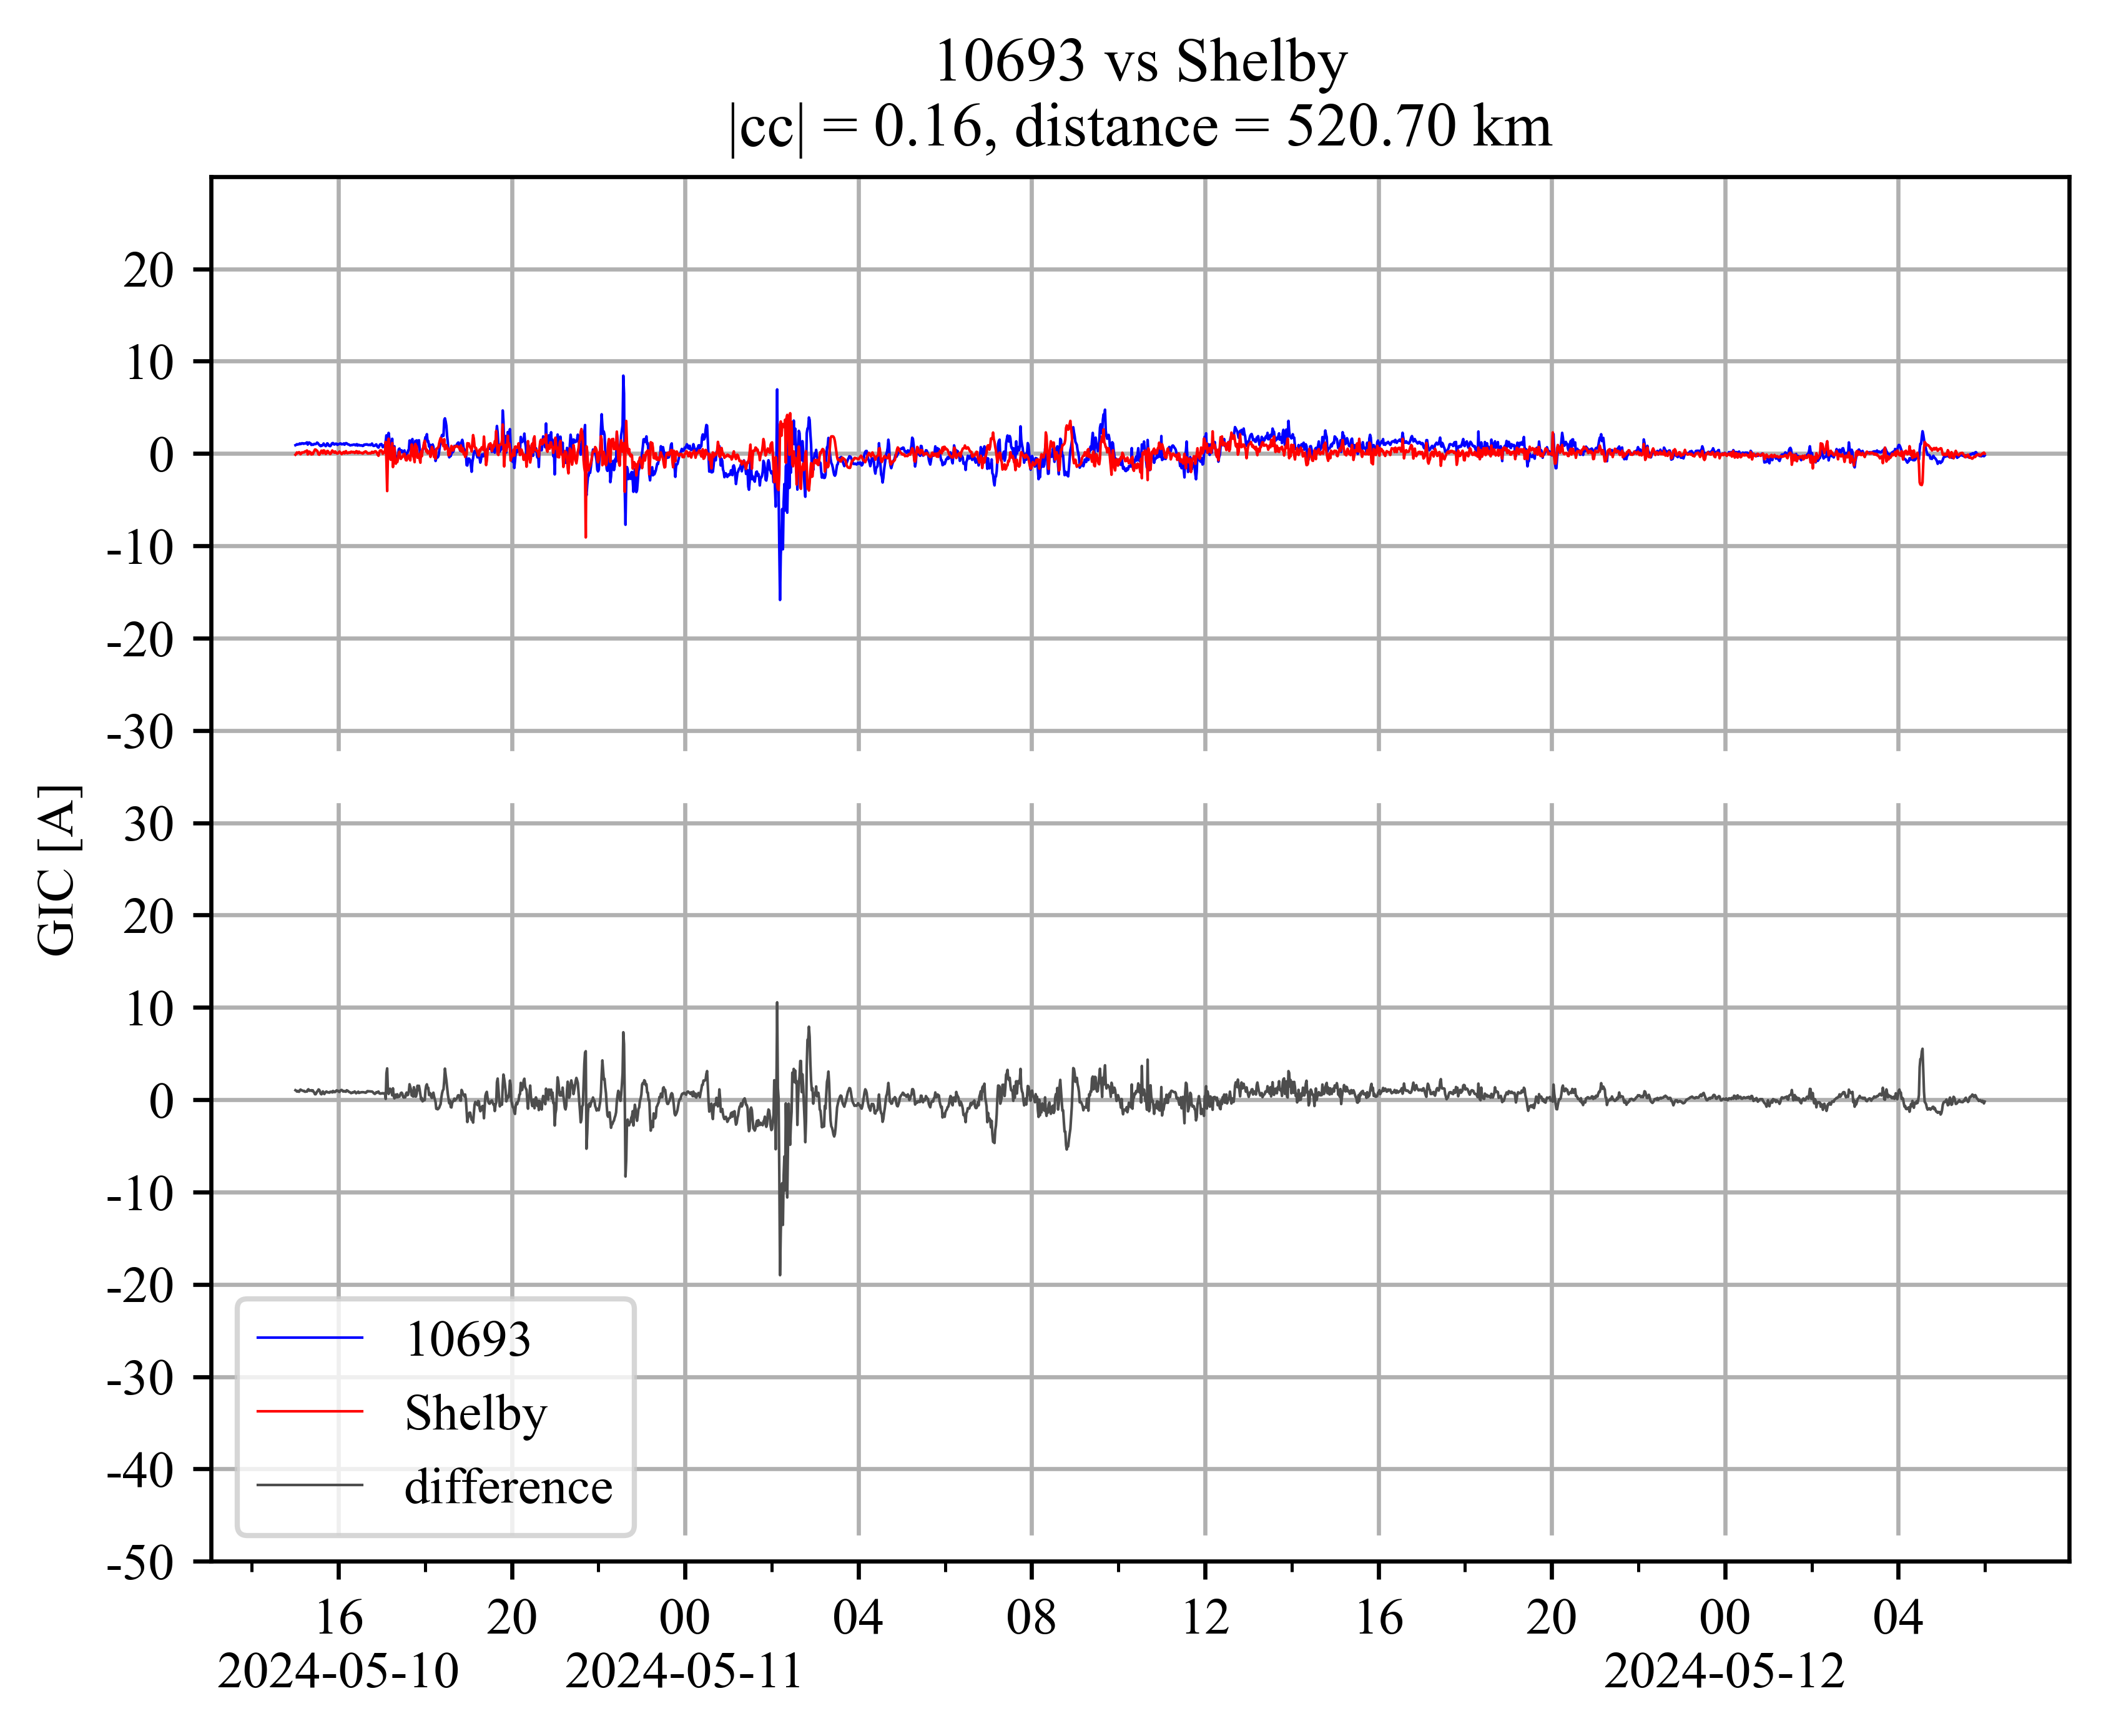 10693 vs Shelby
|cc| = 0.16, distance = 520.70 km
20
10
0
-10
-20
-30
30
20
10
0
-10
-20
-30
-40
-50
GIC [A]
10693
Shelby
difference
16 20 00 04 08 12 16 20 00 04
2024-05-10 2024-05-11 2024-05-12